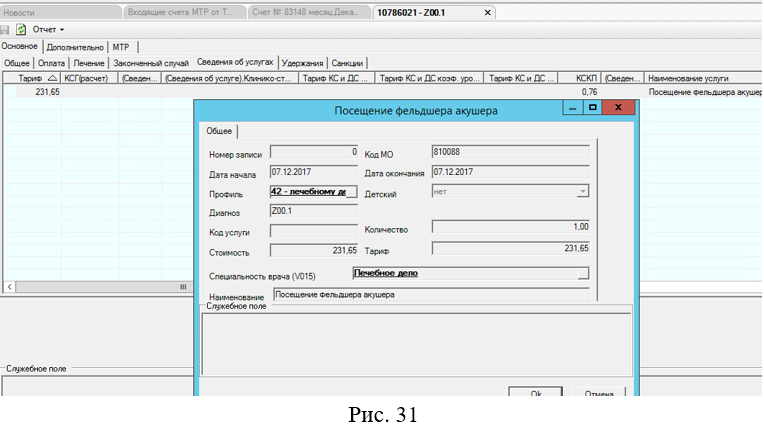 Новости
Входящие счета МТР от Т...
Счет № 83148 месяц:Дека...
10786021 - Z00.1
Отчет
Основное Дополнительно МТР
Общее Оплата Лечение Законченный случай Сведения об услугах Удержания Санкции
Тариф КСГ(расчет) (Сведен... (Сведения об услуге).Клинико-ст... Тариф КС и ДС ... Тариф КС и ДС коэф. уро... Тариф КС и ДС ... КСКП (Сведен... Наименование услуги
231,65 0,76 Посещение фельдшера акушер
Посещение фельдшера акушера
Общее
Номер записи 0 Код МО 810088
Дата начала 07.12.2017 Дата окончания 07.12.2017
Профиль 42 - лечебному де ... Детский нет
Диагноз Z00.1
Код услуги Количество 1,00
Стоимость 231,65 Тариф 231,65
Специальность врача (V015) Лечебное дело ...
Наименование Посещение фельдшера акушера
Служебное поле
Служебное поле
Ok Отмена
Рис. 31